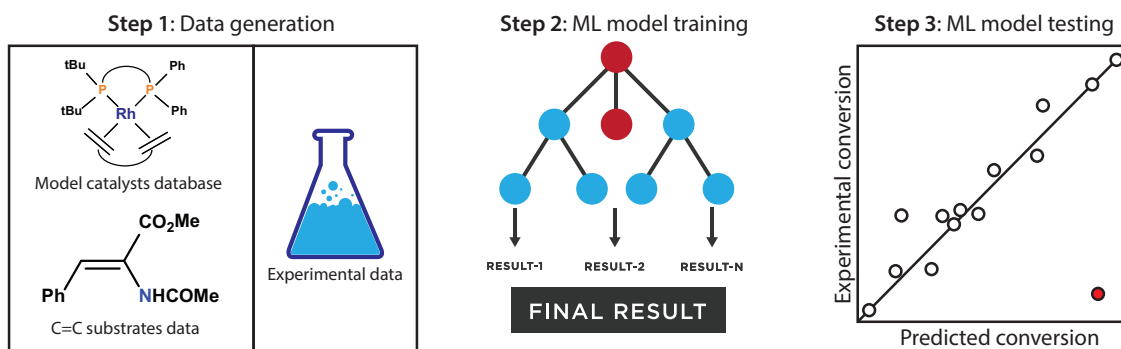 Step 1: Data generation
tBu
Ph
P
P
tBu
Rh
Ph
Model catalysts database
CO2Me
Ph
NHCOMe
C=C substrates data
Experimental data
Step 2: ML model training
RESULT-1
RESULT-2
RESULT-N
FINAL RESULT
Step 3: ML model testing
Experimental conversion
Predicted conversion